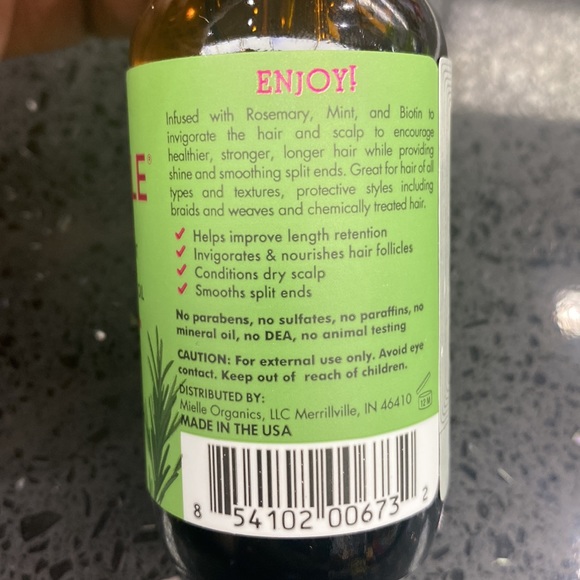 ENJOY!
Infused with Rosemary, Mint, and Biotin to
invigorate the hair and scalp to encourage
healthier, stronger, longer hair while providing
shine and smoothing split ends. Great for hair of all
types and textures, protective styles including
braids and weaves and chemically treated hair.
✓ Helps improve length retention
✓ Invigorates & nourishes hair follicles
✓ Conditions dry scalp
✓ Smooths split ends
No parabens, no sulfates, no paraffins, no
mineral oil, no DEA, no animal testing
CAUTION: For external use only. Avoid eye
contact. Keep out of reach of children.
DISTRIBUTED BY:
Mielle Organics, LLC Merrillville, IN 46410
12 M
MADE IN THE USA
8 54102 00673 2